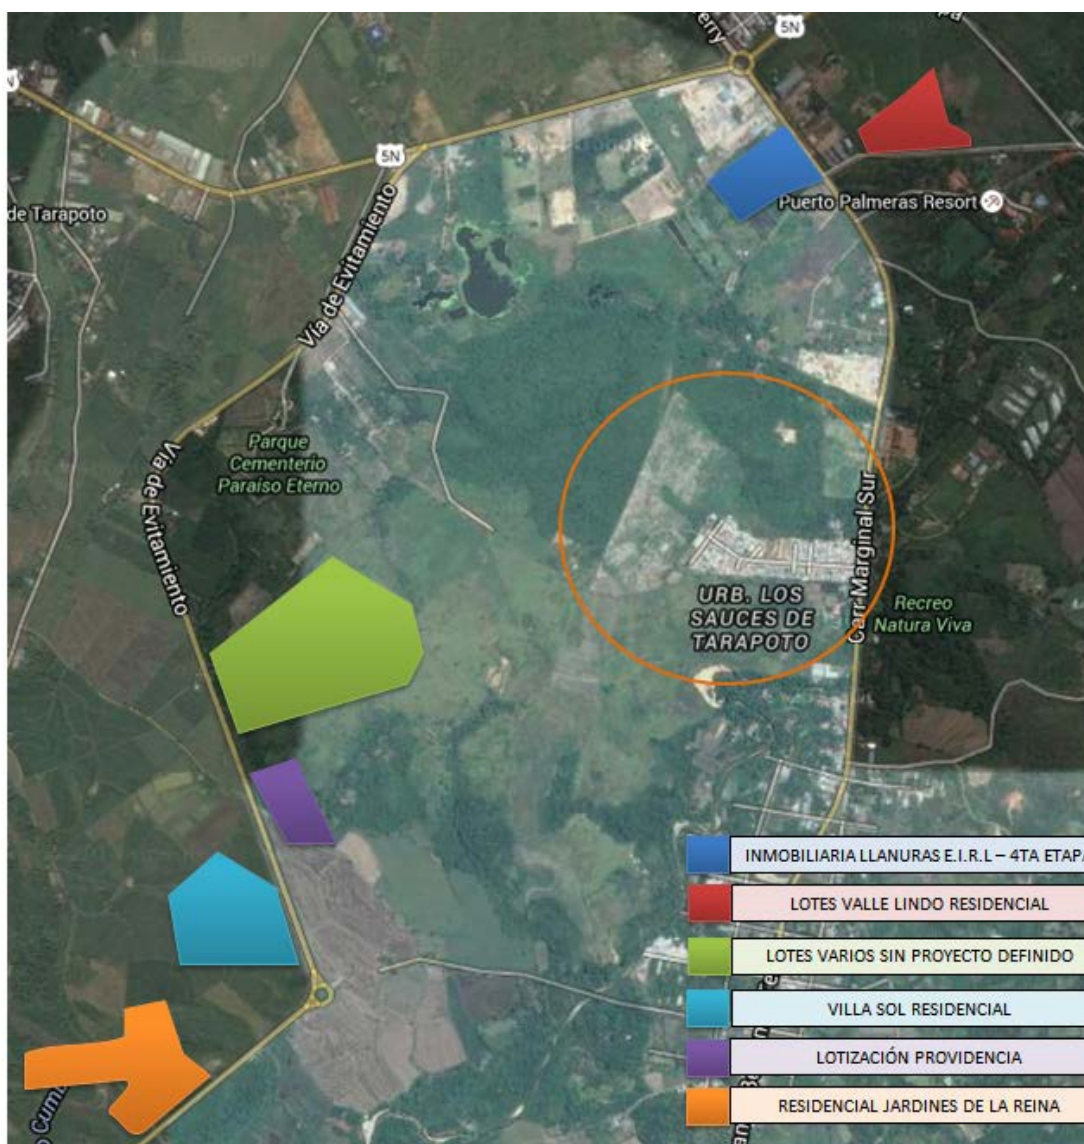 5N
5N
de Tarapoto
Puerto Palmeras Resort
Vía de Evitamiento
Parque
Cementerio
Paraíso Eterno
Vía de Evitamiento
Carr Marginal Sur
URB. LOS
SAUCES DE
TARAPOTO
Recreo
Natura Viva
INMOBILIARIA LLANURAS E.I.R.L – 4TA ETAPA
LOTES VALLE LINDO RESIDENCIAL
LOTES VARIOS SIN PROYECTO DEFINIDO
VILLA SOL RESIDENCIAL
LOTIZACIÓN PROVIDENCIA
RESIDENCIAL JARDINES DE LA REINA